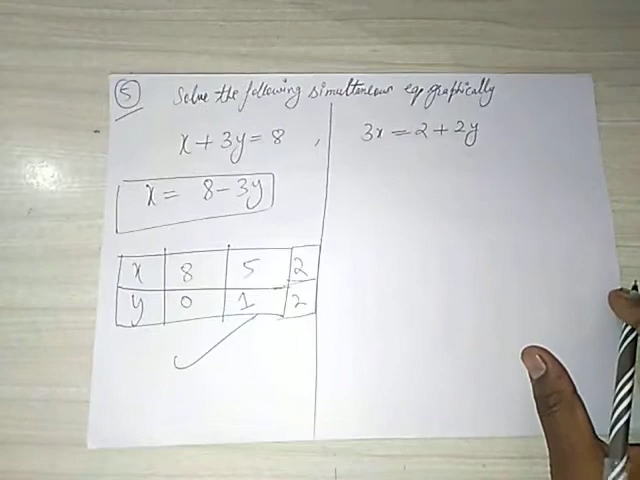 5 Solve the following simultaneous eqn graphically
x + 3y = 8 , 3x = 2 + 2y
x = 8 - 3y
x 8 5 2
y 0 1 2